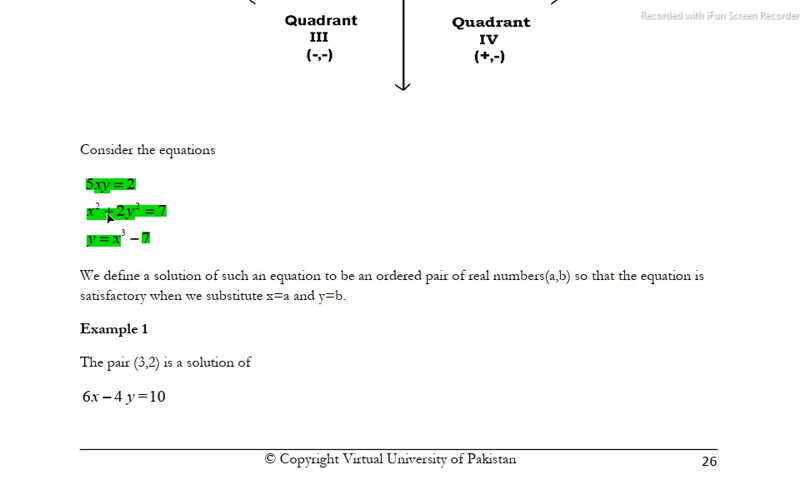 Recorded with iFun Screen Recorder
Quadrant Quadrant
III IV
(-,-) (+,-)
Consider the equations
5xy = 2
x² + 2y² = 7
y = x³ − 7
We define a solution of such an equation to be an ordered pair of real numbers(a,b) so that the equation is
satisfactory when we substitute x=a and y=b.
Example 1
The pair (3,2) is a solution of
6x − 4 y = 10
© Copyright Virtual University of Pakistan 26